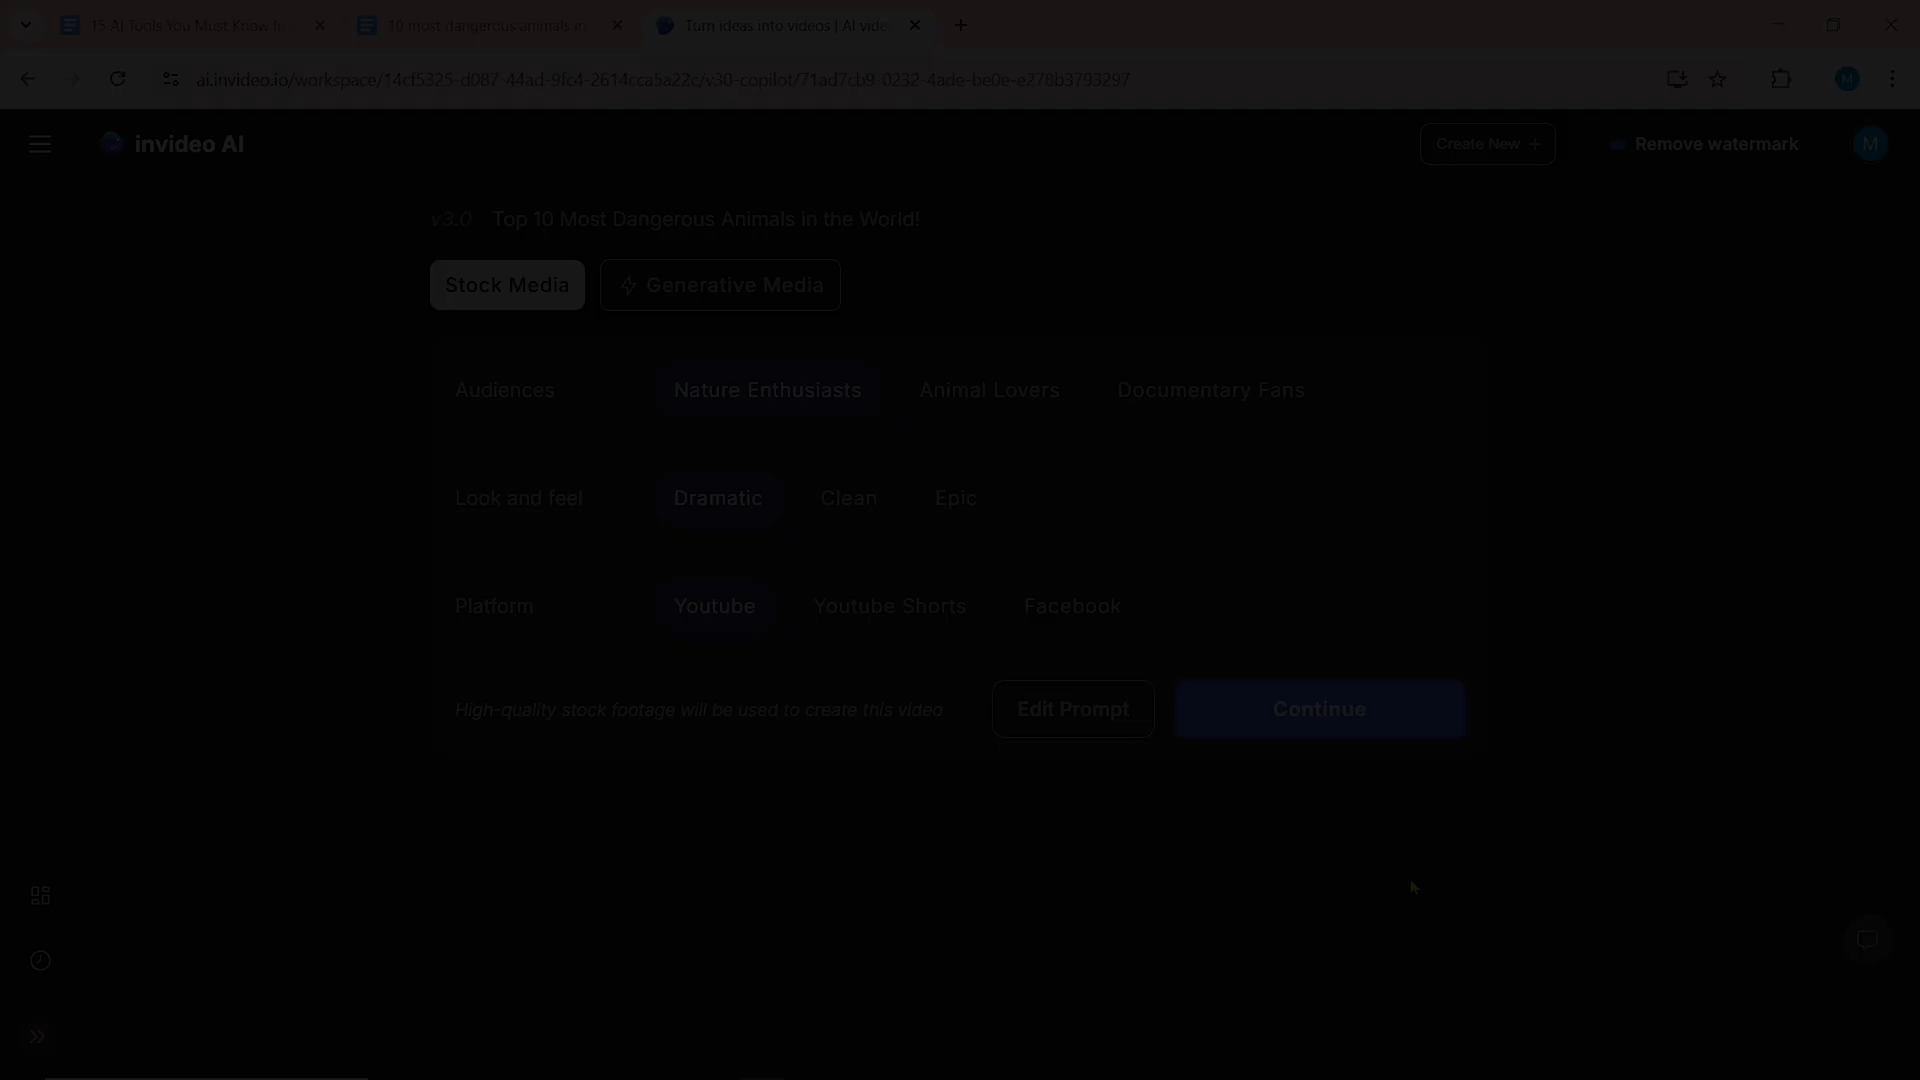 15 AI Tools You Must Know In
10 most dangerous animals in
Turn ideas into videos | AI vide
ai.invideo.io/workspace/14cf5325-d087-44ad-9fc4-2614cca5a22c/v30-copilot/71ad7cb9-0232-4ade-be0e-e278b3793297
M
invideo AI
Create New +
Remove watermark
M
v3.0 Top 10 Most Dangerous Animals in the World!
Stock Media
Generative Media
Audiences Nature Enthusiasts Animal Lovers Documentary Fans
Look and feel Dramatic Clean Epic
Platform Youtube Youtube Shorts Facebook
High-quality stock footage will be used to create this video
Edit Prompt
Continue